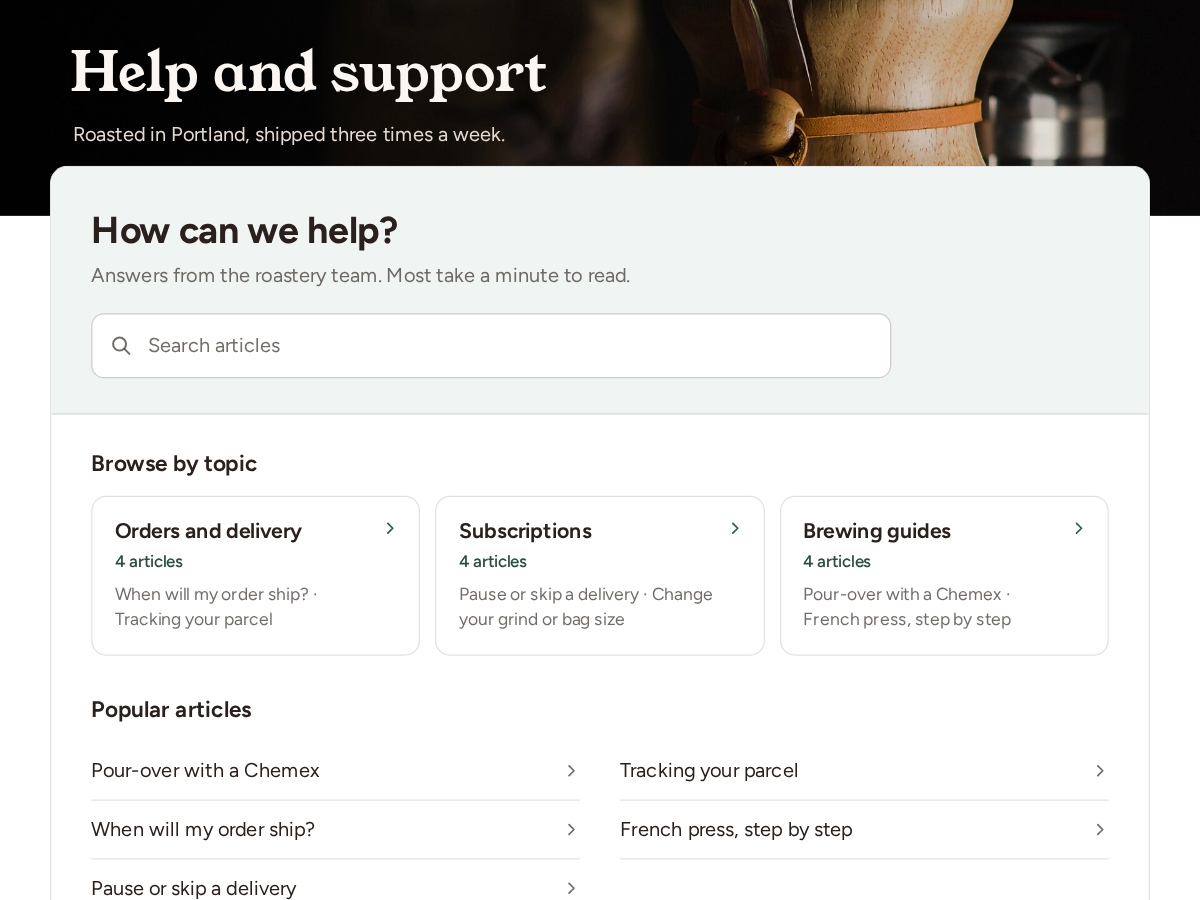 Help and support
Roasted in Portland, shipped three times a week.
How can we help?
Answers from the roastery team. Most take a minute to read.
Search articles
Browse by topic
Orders and delivery
4 articles
When will my order ship? ·
Tracking your parcel
Subscriptions
4 articles
Pause or skip a delivery · Change
your grind or bag size
Brewing guides
4 articles
Pour-over with a Chemex ·
French press, step by step
Popular articles
Pour-over with a Chemex
Tracking your parcel
When will my order ship?
French press, step by step
Pause or skip a delivery